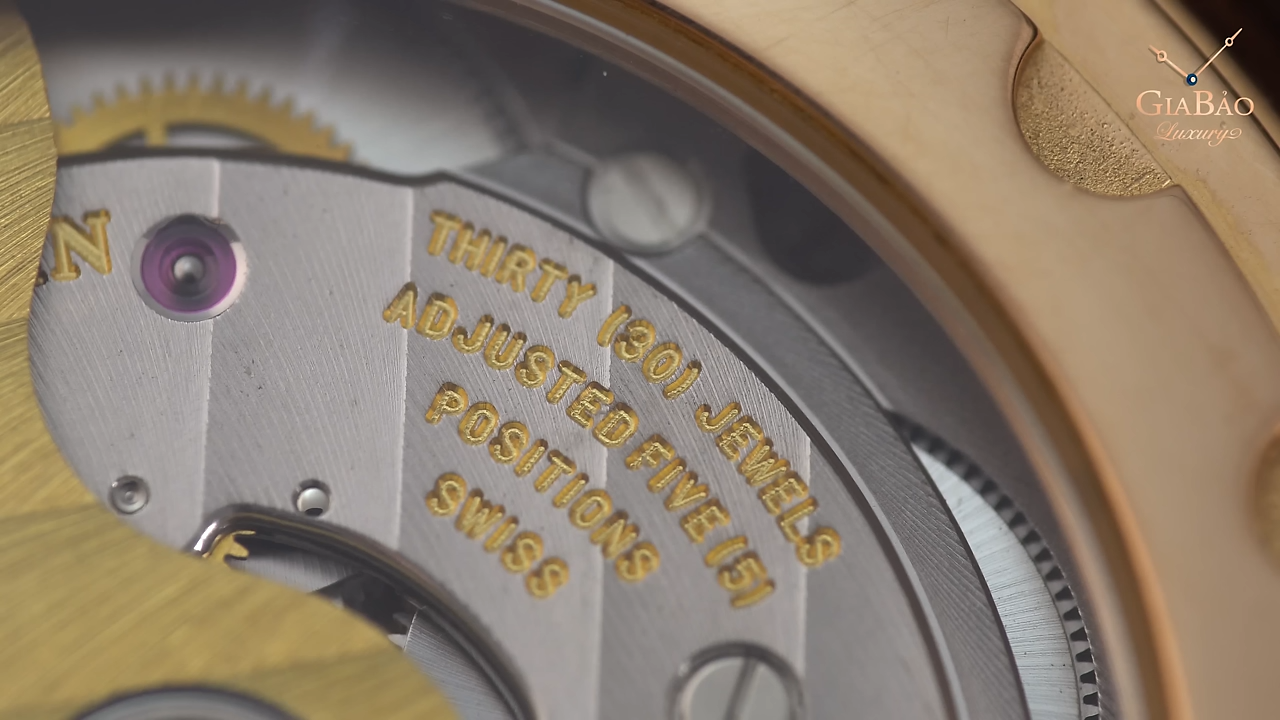 GIABẢO
Luxury
N
THIRTY (30) JEWELS
ADJUSTED FIVE (5)
POSITIONS
SWISS